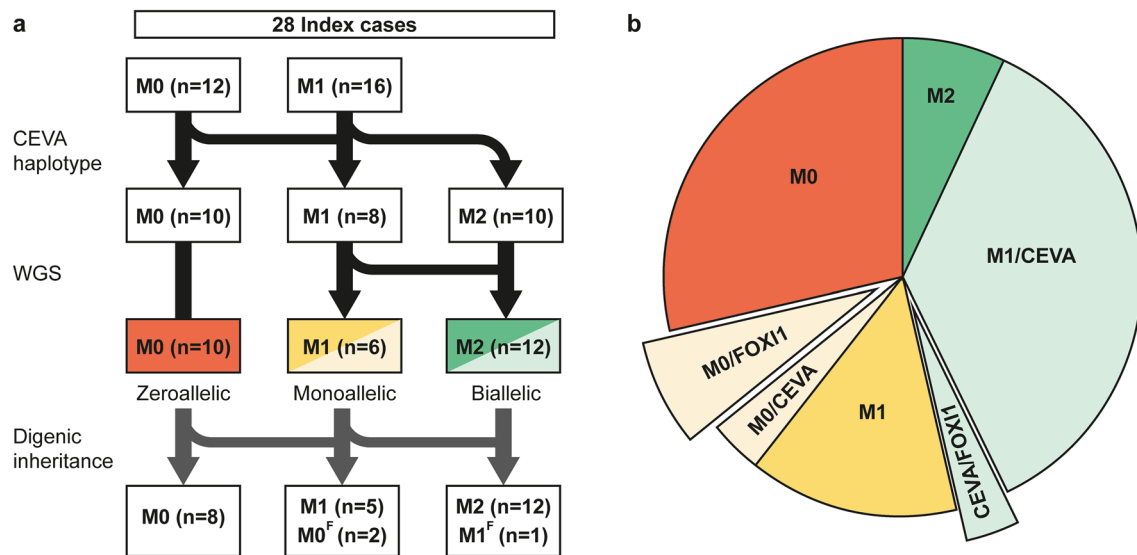 a
28 Index cases
M0 (n=12)
M1 (n=16)
CEVA
haplotype
M0 (n=10)
M1 (n=8)
M2 (n=10)
WGS
M0 (n=10)
M1 (n=6)
M2 (n=12)
Zeroallelic
Monoallelic
Biallelic
Digenic
inheritance
M0 (n=8)
M1 (n=5)
M0F (n=2)
M2 (n=12)
M1F (n=1)
b
M2
M0
M1/CEVA
M0/FOXI1
M0/CEVA
M1
CEVA/FOXI1